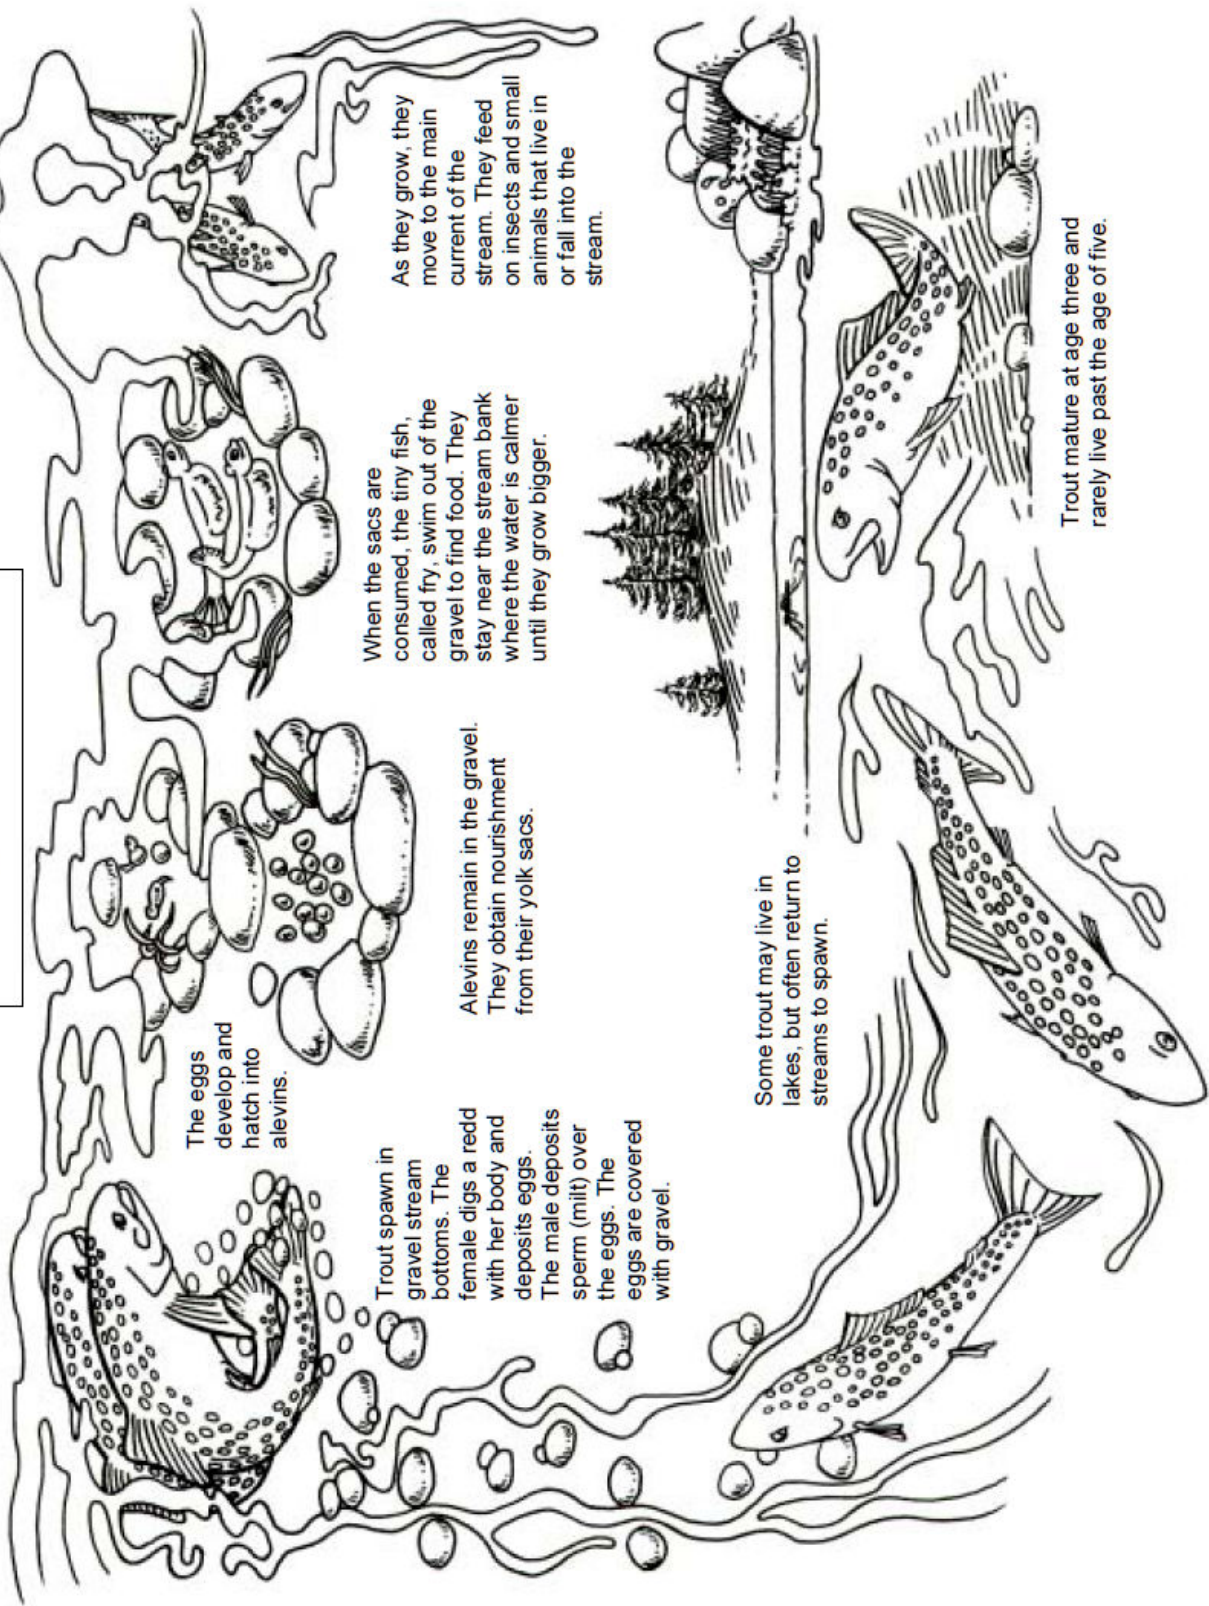 Trout spawn in
gravel stream
bottoms. The
female digs a redd
with her body and
deposits eggs.
The male deposits
sperm (milt) over
the eggs. The
eggs are covered
with gravel.
The eggs
develop and
hatch into
alevins.
Alevins remain in the gravel.
They obtain nourishment
from their yolk sacs.
When the sacs are
consumed, the tiny fish,
called fry, swim out of the
gravel to find food. They
stay near the stream bank
where the water is calmer
until they grow bigger.
As they grow, they
move to the main
current of the
stream. They feed
on insects and small
animals that live in
or fall into the
stream.
Trout mature at age three and
rarely live past the age of five.
Some trout may live in
lakes, but often return to
streams to spawn.